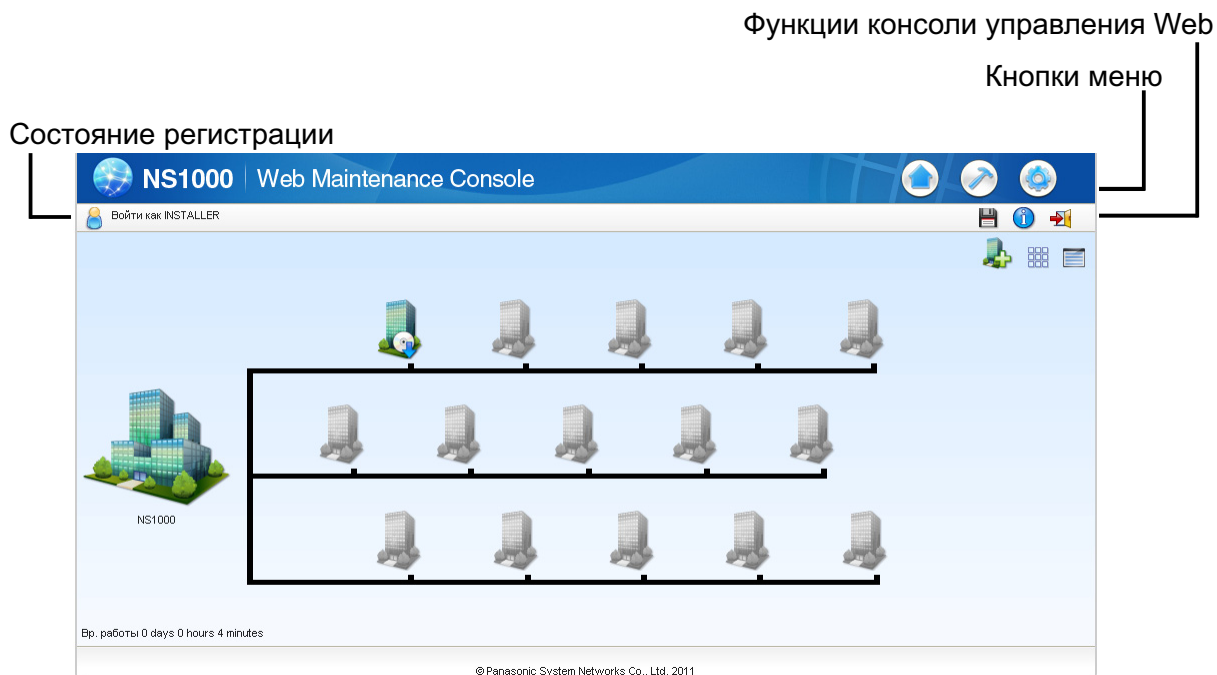 Функции консоли управления Web
Кнопки меню
Состояние регистрации
NS1000 Web Maintenance Console
Войти как INSTALLER
NS1000
Вр. работы 0 days 0 hours 4 minutes
© Panasonic System Networks Co., Ltd. 2011